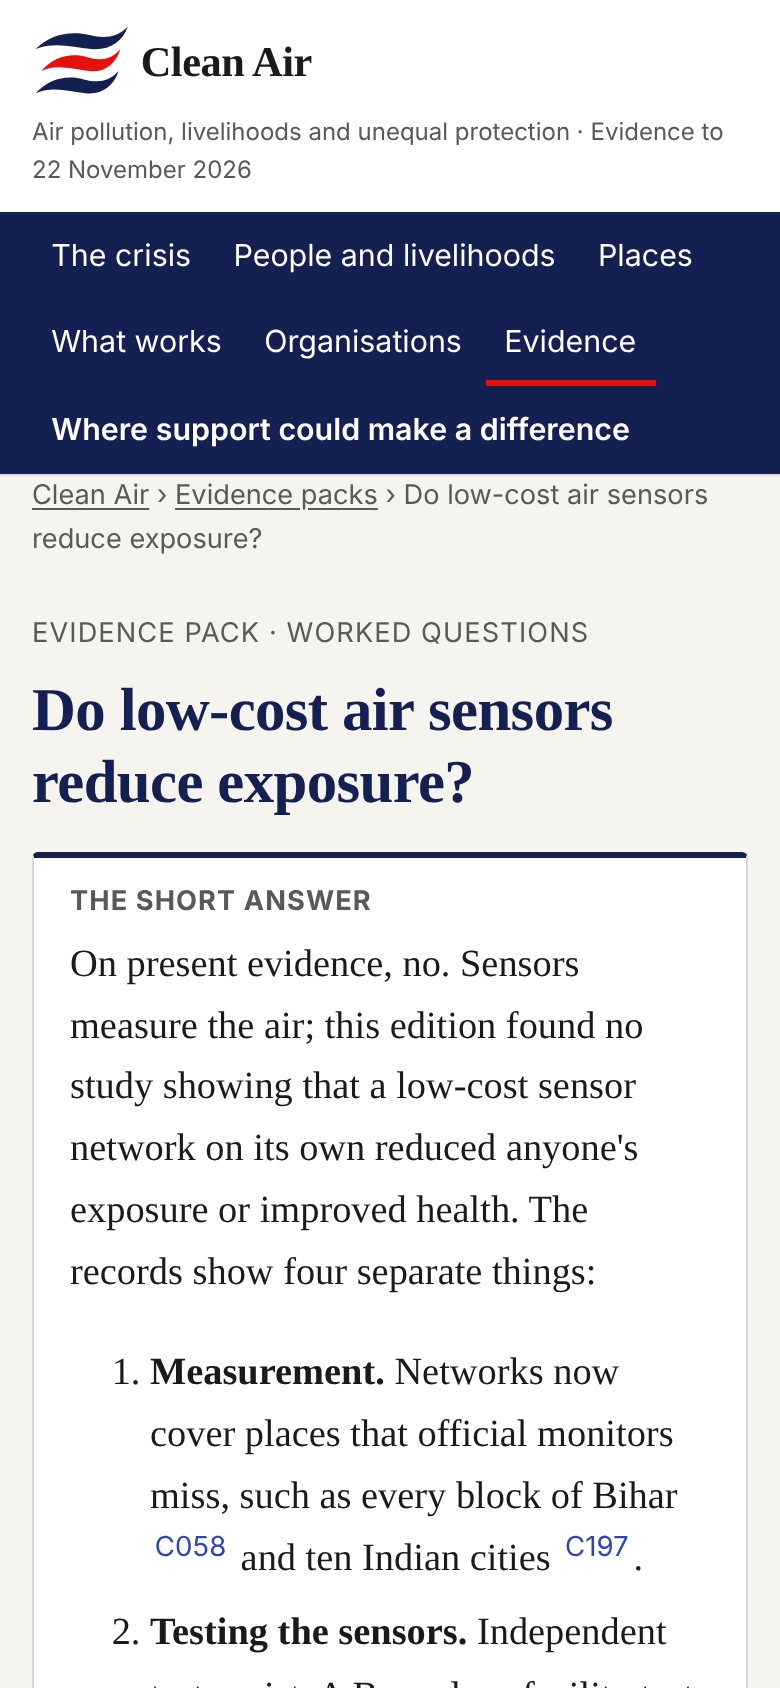 Clean Air
Air pollution, livelihoods and unequal protection · Evidence to
22 November 2026
The crisis People and livelihoods Places
What works Organisations Evidence
Where support could make a difference
Clean Air › Evidence packs › Do low-cost air sensors
reduce exposure?
EVIDENCE PACK · WORKED QUESTIONS
Do low-cost air sensors
reduce exposure?
THE SHORT ANSWER
On present evidence, no. Sensors
measure the air; this edition found no
study showing that a low-cost sensor
network on its own reduced anyone's
exposure or improved health. The
records show four separate things:
1. Measurement. Networks now
cover places that official monitors
miss, such as every block of Bihar
C058 and ten Indian cities C197.
2. Testing the sensors. Independent